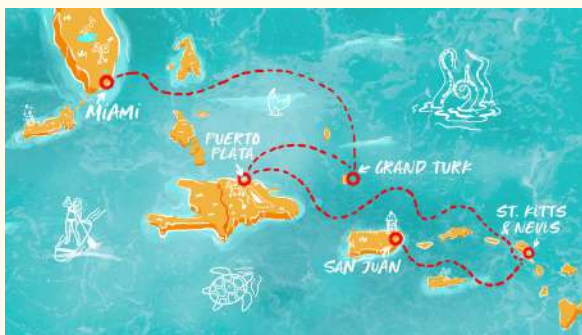 MIAMI
PUERTO
PLATA
GRAND TURK
ST. KITTS
& NEVIS
SAN JUAN